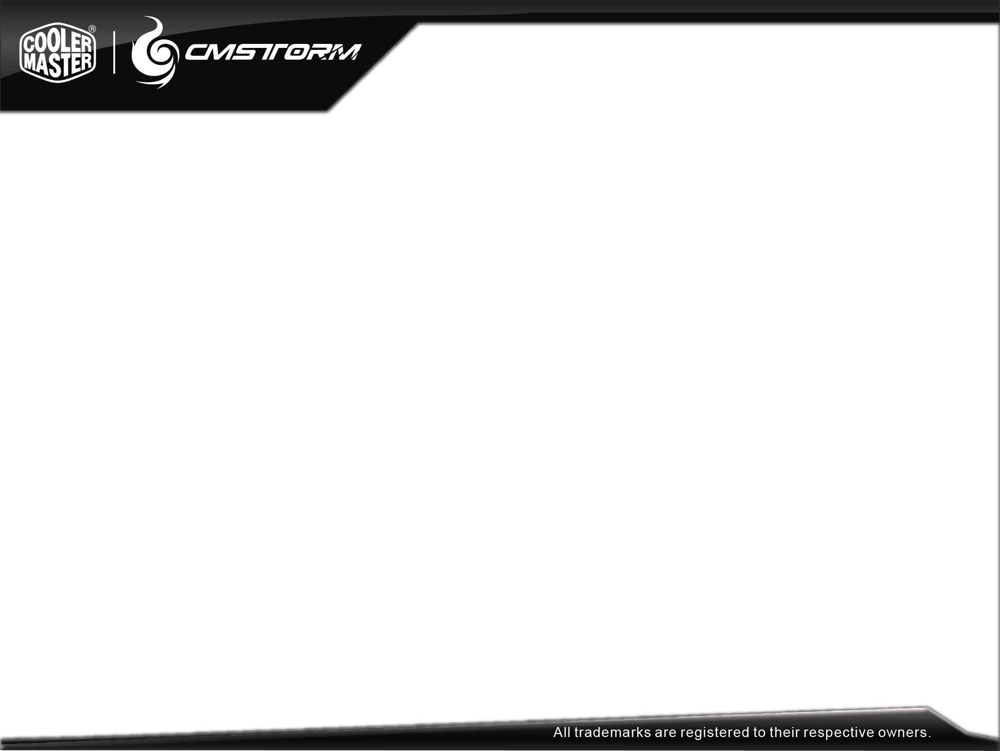 COOLER
MASTER
®
CMSTORM
All trademarks are registered to their respective owners.